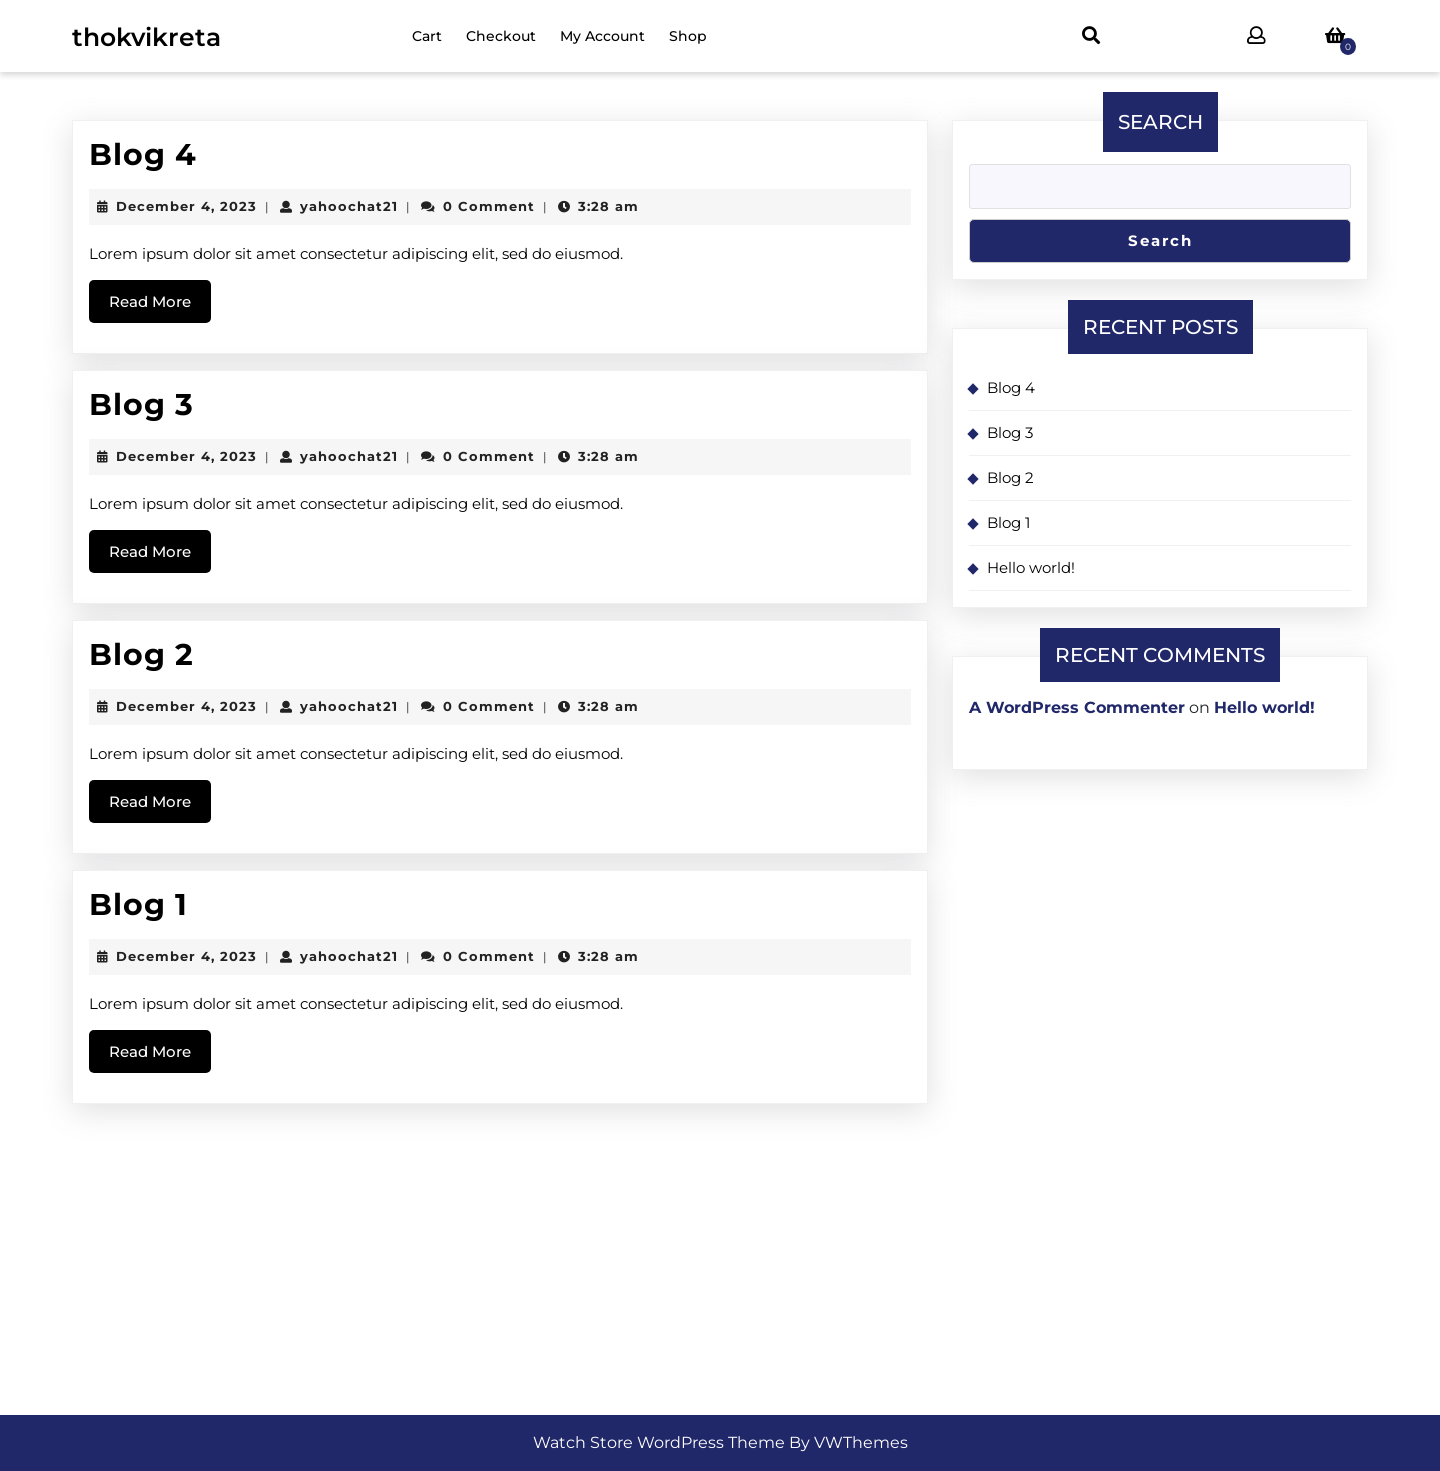 thokvikreta
Cart Checkout My Account Shop
0
Blog 4
December 4, 2023 | yahoochat21 | 0 Comment | 3:28 am
Lorem ipsum dolor sit amet consectetur adipiscing elit, sed do eiusmod.
Read More
Blog 3
December 4, 2023 | yahoochat21 | 0 Comment | 3:28 am
Lorem ipsum dolor sit amet consectetur adipiscing elit, sed do eiusmod.
Read More
Blog 2
December 4, 2023 | yahoochat21 | 0 Comment | 3:28 am
Lorem ipsum dolor sit amet consectetur adipiscing elit, sed do eiusmod.
Read More
Blog 1
December 4, 2023 | yahoochat21 | 0 Comment | 3:28 am
Lorem ipsum dolor sit amet consectetur adipiscing elit, sed do eiusmod.
Read More
SEARCH
Search
RECENT POSTS
Blog 4
Blog 3
Blog 2
Blog 1
Hello world!
RECENT COMMENTS
A WordPress Commenter on Hello world!
Watch Store WordPress Theme By VWThemes